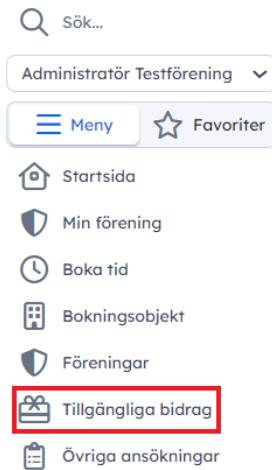 Sök...
Administratör Testförening
Meny Favoriter
Startsida
Min förening
Boka tid
Bokningsobjekt
Föreningar
Tillgängliga bidrag
Övriga ansökningar